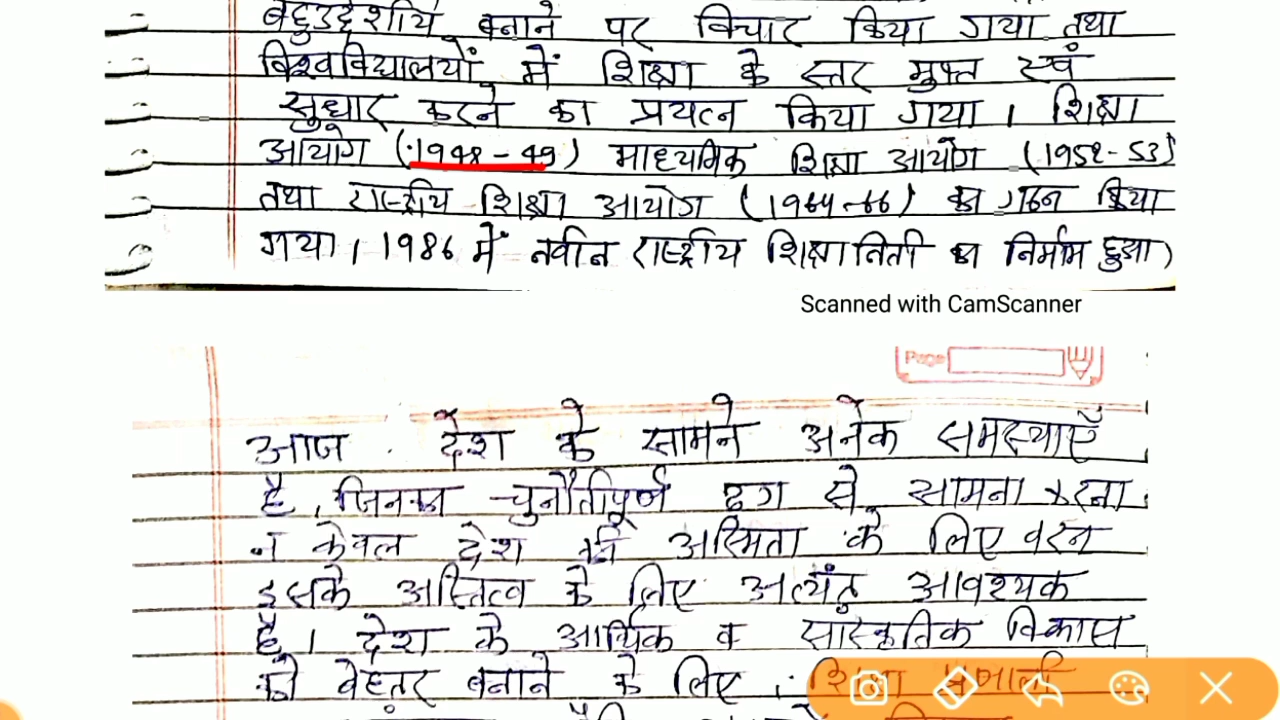 बहुउद्देशीय बनाने पर विचार किया गया तथा
विश्वविद्यालयों में शिक्षा के स्तर मुफ्त एवं
सुधार करने का प्रयत्न किया गया । शिक्षा
आयोग (1948-49) माध्यमिक शिक्षा आयोग (1952-53)
तथा राष्ट्रीय शिक्षा आयोग (1964-66) का गठन किया
गया। 1986 में नवीन राष्ट्रीय शिक्षा निती का निर्माण हुआ)
Scanned with CamScanner
Page
आज देश के सामने अनेक समस्याएँ
है, जिनका चुनौतीपूर्ण ढग से सामना करना
न केवल देश की अस्मिता के लिए वरन
इसके अस्तित्व के लिए अत्यंत आवश्यक
है। देश के आर्थिक व सांस्कृतिक विकास
को बेहतर बनाने के लिए शिक्षा